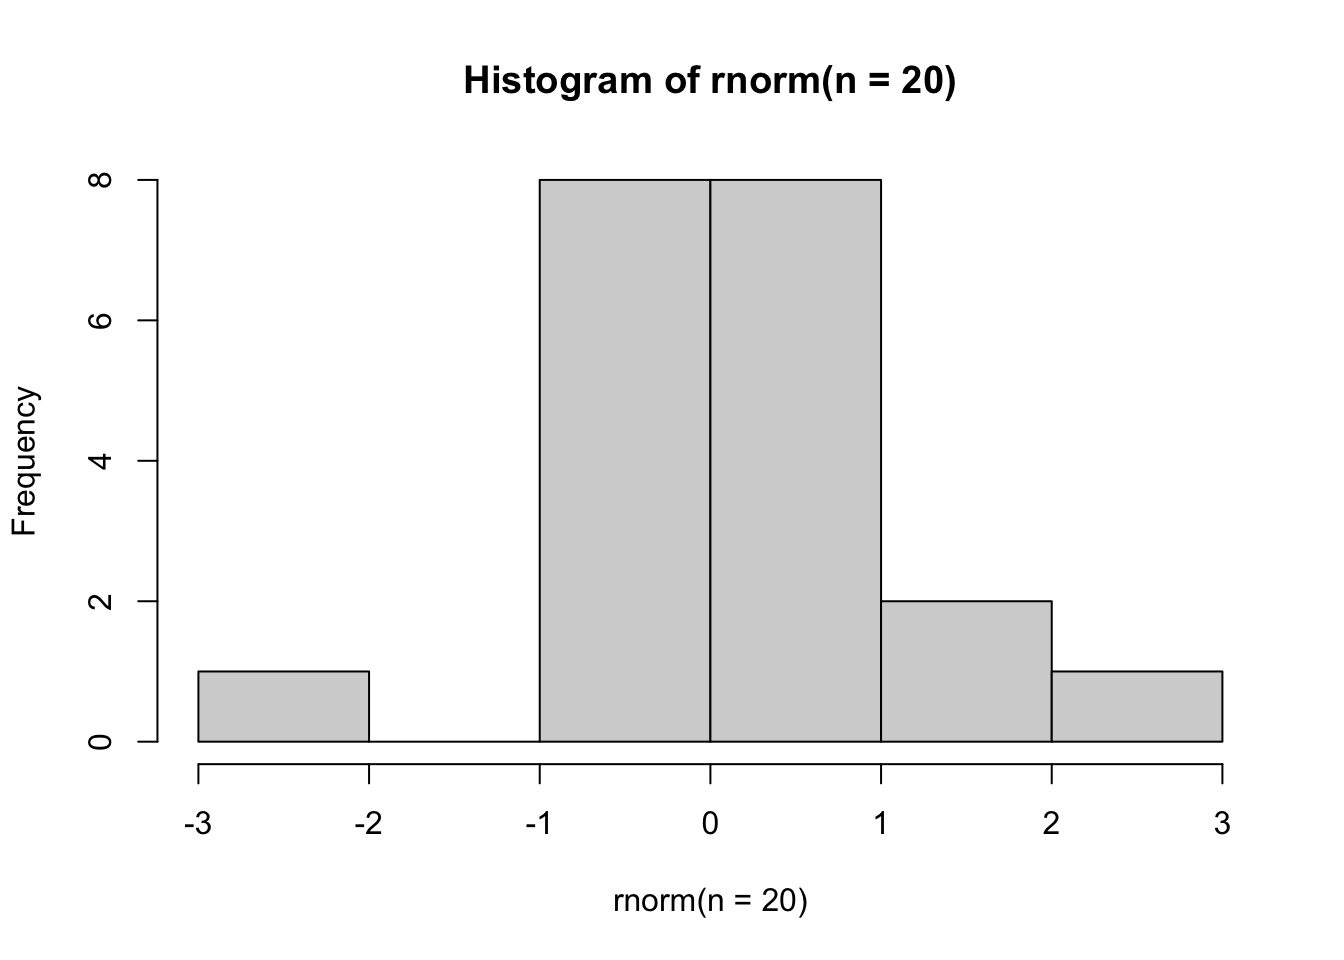 Histogram of rnorm(n = 20)
8
6
4
2
0
Frequency
-3 -2 -1 0 1 2 3
rnorm(n = 20)